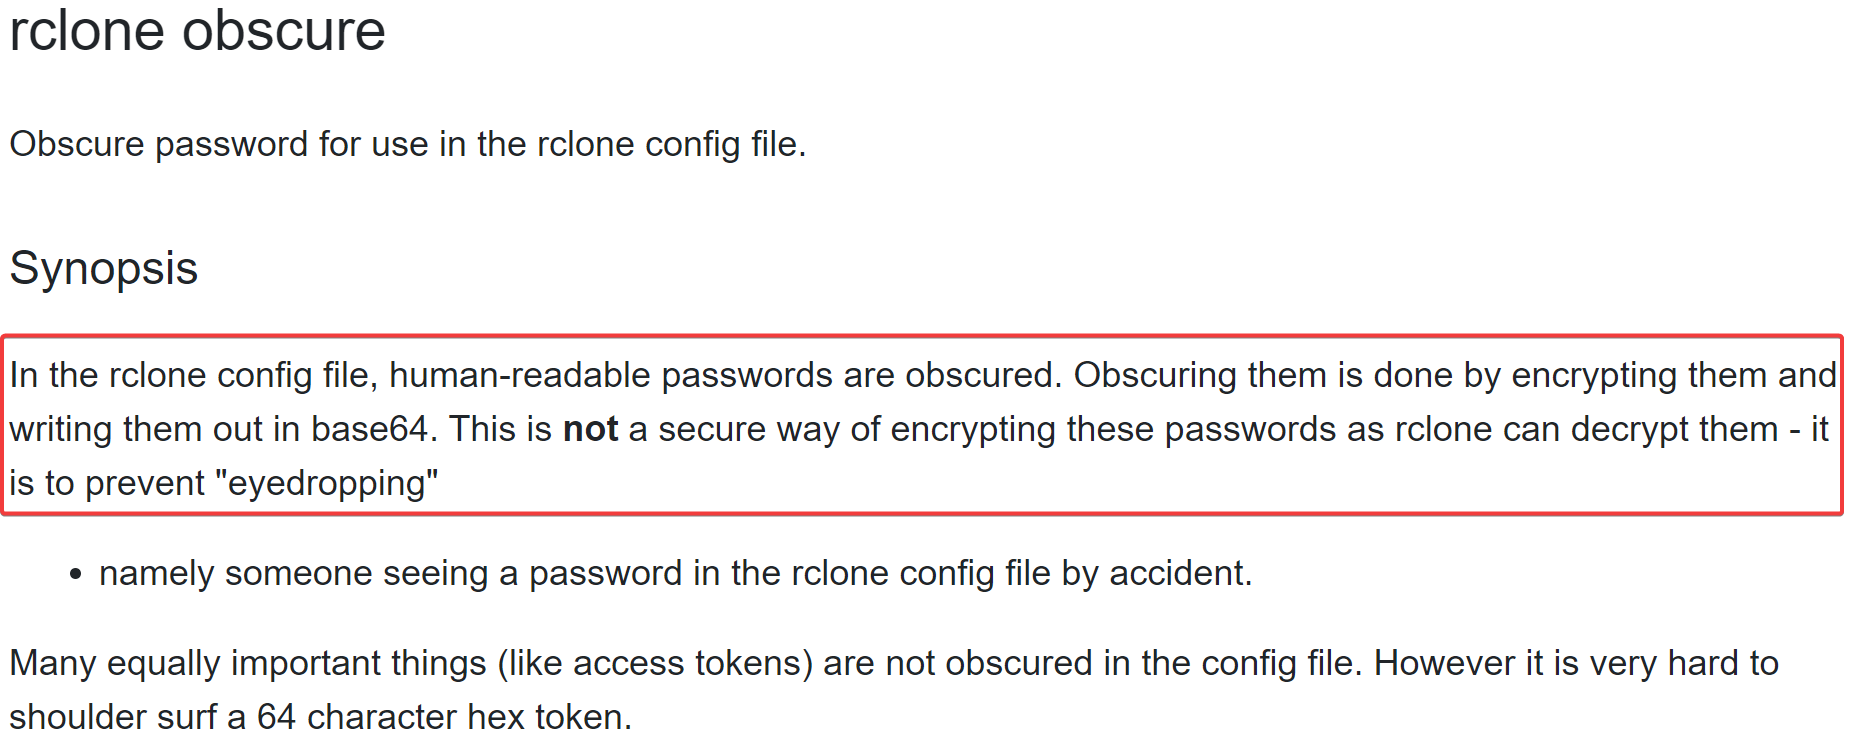 rclone obscure
Obscure password for use in the rclone config file.
Synopsis
In the rclone config file, human-readable passwords are obscured. Obscuring them is done by encrypting them and
writing them out in base64. This is not a secure way of encrypting these passwords as rclone can decrypt them - it
is to prevent "eyedropping"
• namely someone seeing a password in the rclone config file by accident.
Many equally important things (like access tokens) are not obscured in the config file. However it is very hard to
shoulder surf a 64 character hex token.